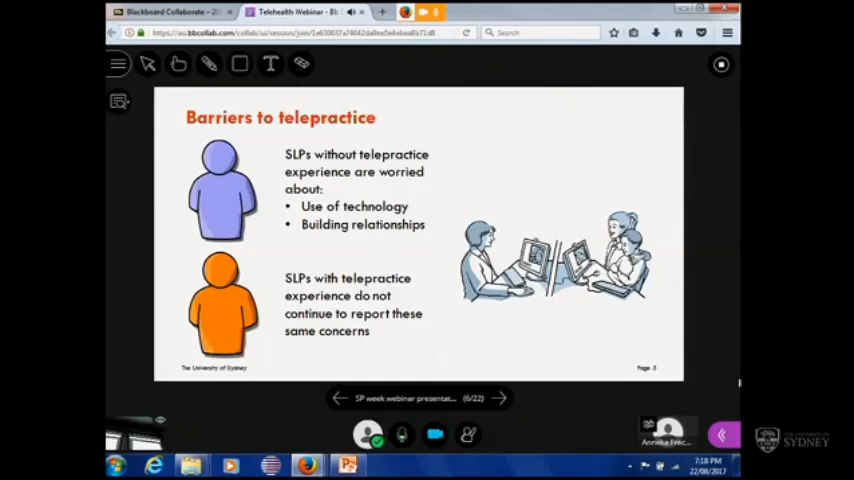 Blackboard Collaborate –
Telehealth Webinar –
Search
Barriers to telepractice
SLPs without telepractice
experience are worried
about:
• Use of technology
• Building relationships
SLPs with telepractice
experience do not
continue to report these
same concerns
The University of Sydney
Page 5
SP week webinar presentat... (6/22)
THE UNIVERSITY OF
SYDNEY
7:18 PM
22/08/2017